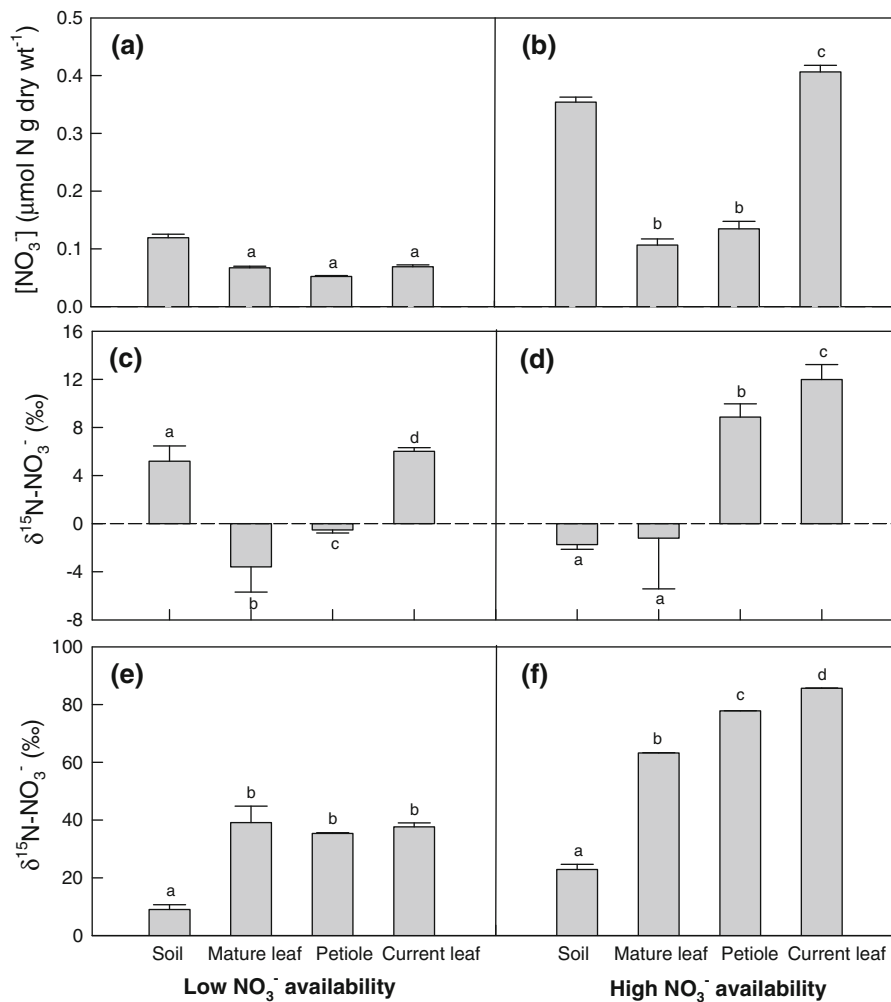 (a) (b)
[NO₃⁻] (μmol N g dry wt⁻¹)
0.5
0.4
0.3
0.2
0.1
0.0
a a a
b b c
(c) (d)
δ¹⁵N-NO₃⁻ (‰)
16
12
8
4
0
-4
-8
a b c d
a a b c
(e) (f)
δ¹⁵N-NO₃⁻ (‰)
100
80
60
40
20
0
a b b b
a b c d
Soil Mature leaf Petiole Current leaf Soil Mature leaf Petiole Current leaf
Low NO₃⁻ availability High NO₃⁻ availability